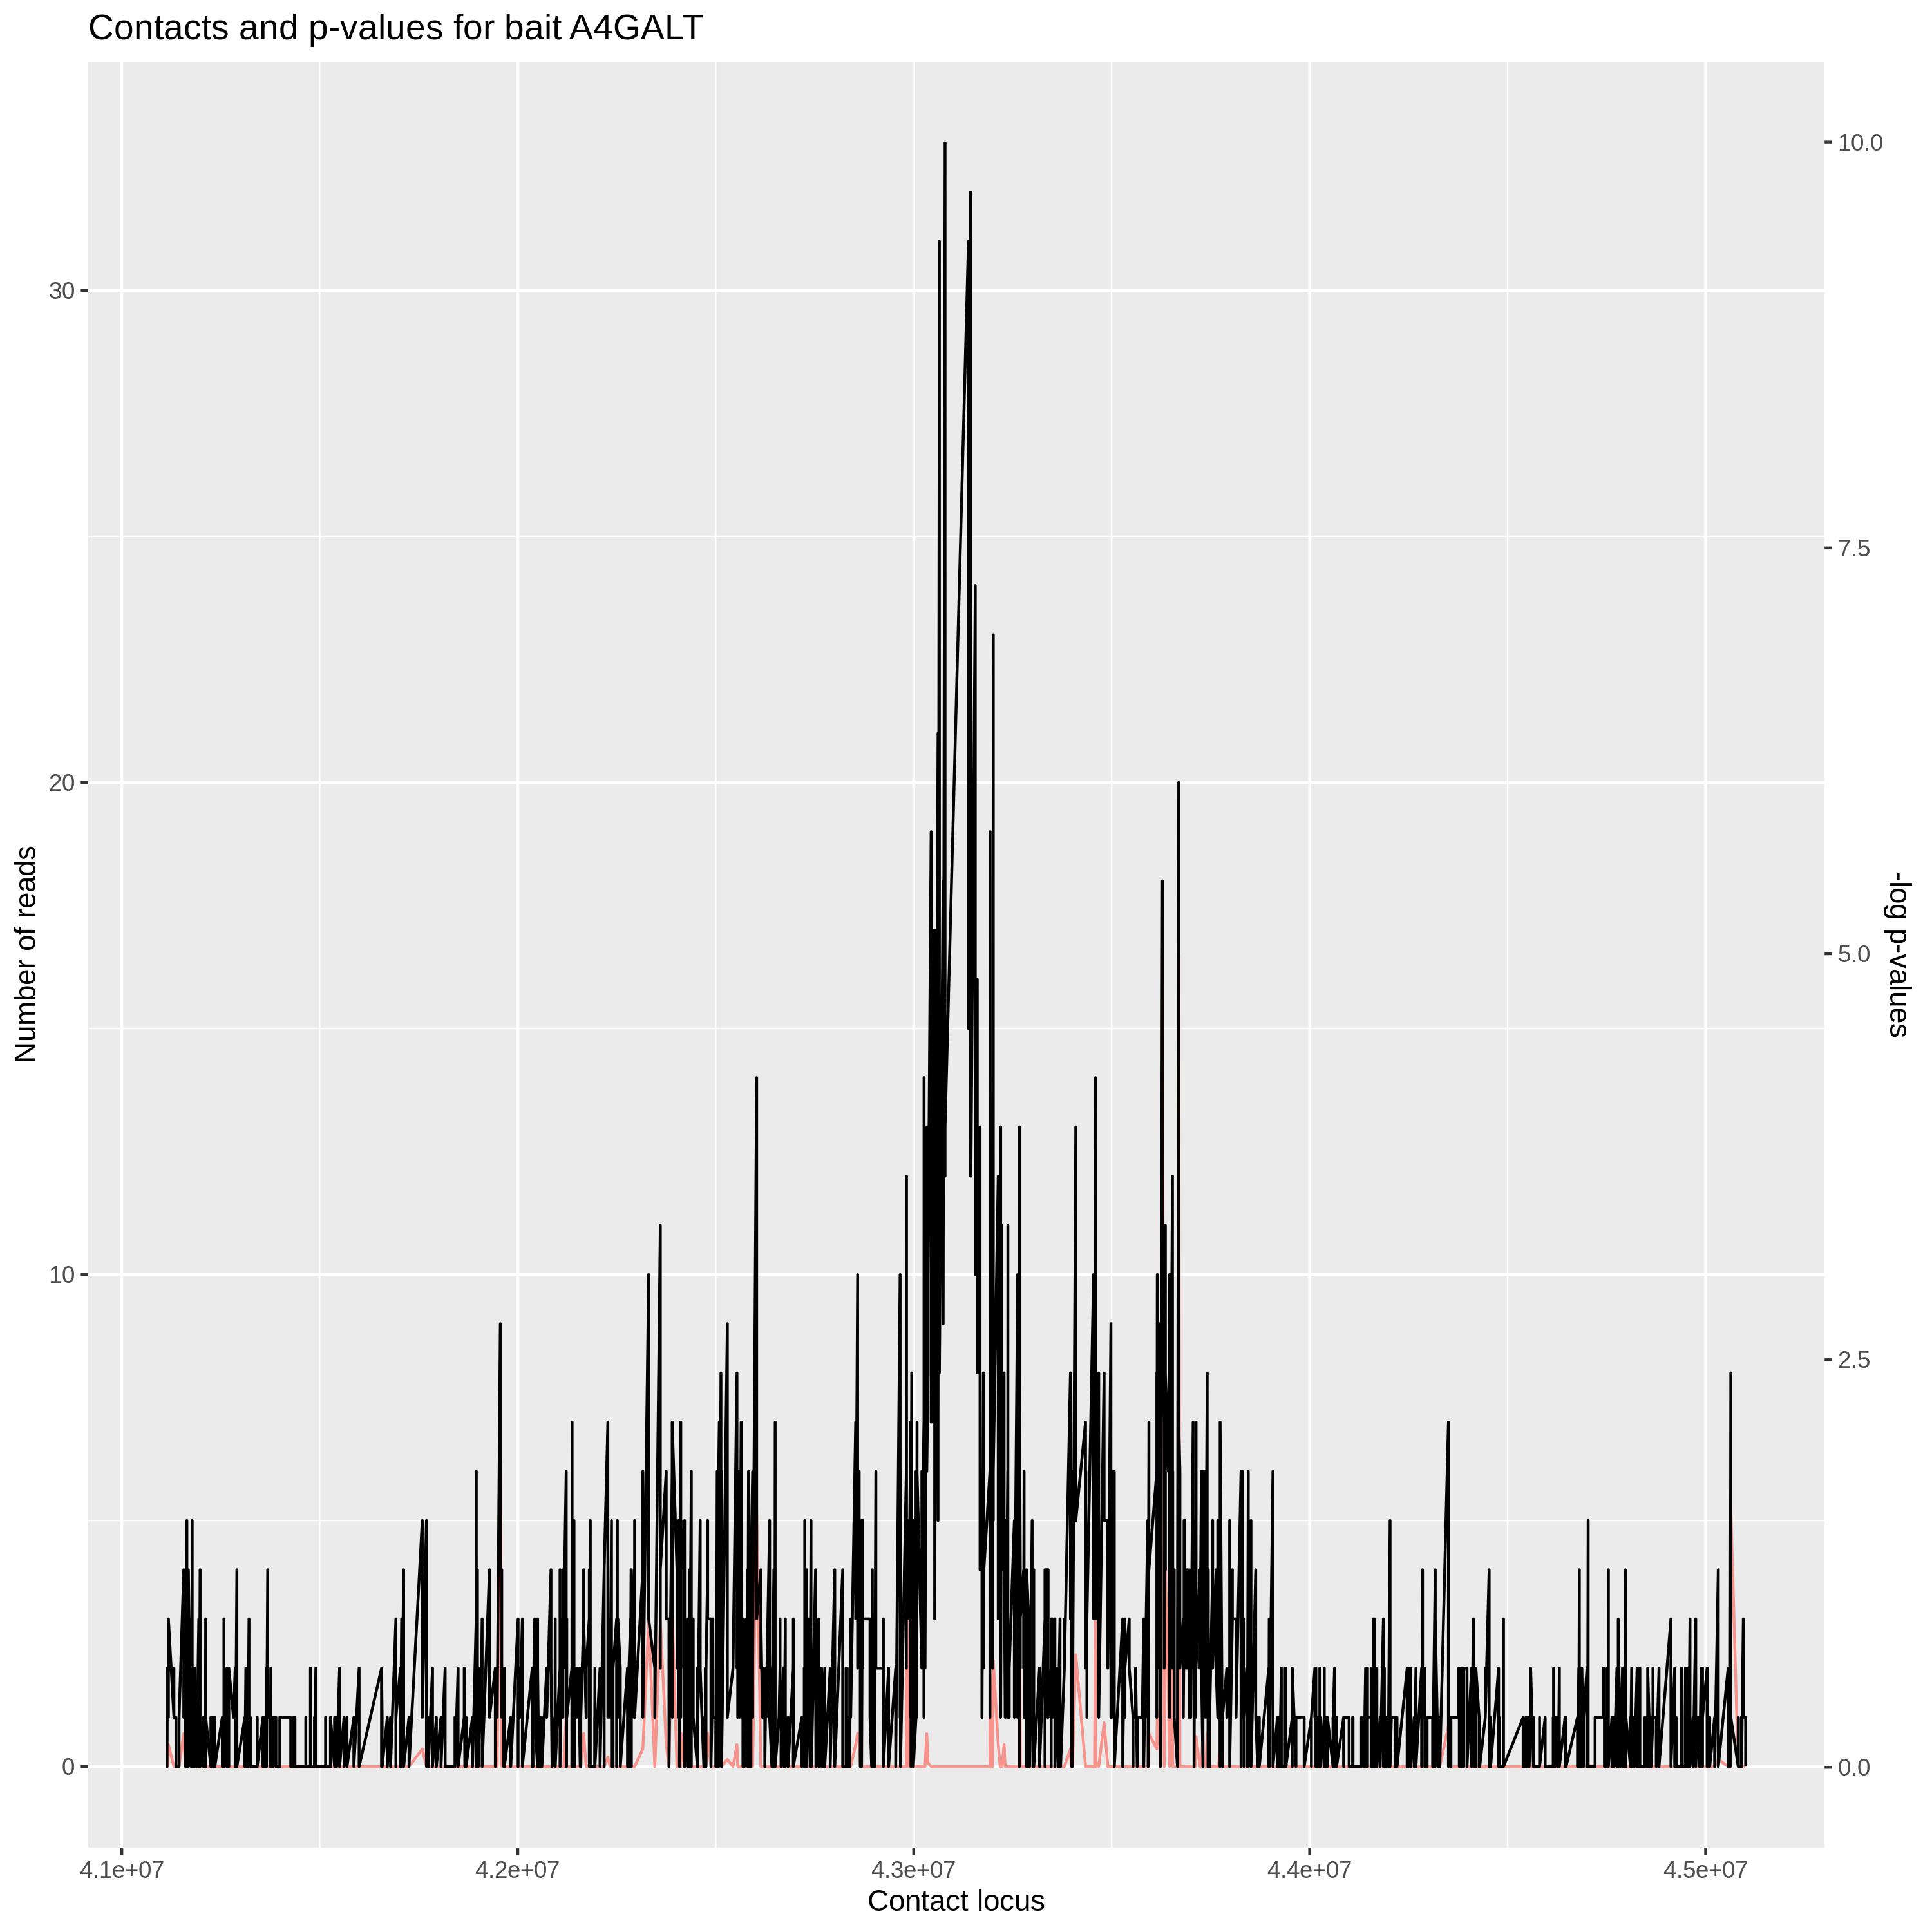 Contacts and p-values for bait A4GALT
Number of reads
30
20
10
0
10.0
7.5
5.0
2.5
0.0
-log p-values
4.1e+07
4.2e+07
4.3e+07
4.4e+07
4.5e+07
Contact locus